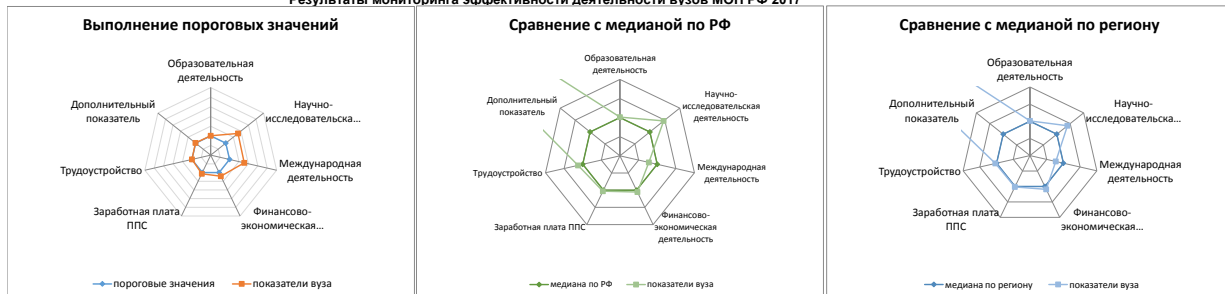 Результаты мониторинга эффективности деятельности вузов МОН РФ 2017
Выполнение пороговых значений
Образовательная
деятельность
Дополнительный
показатель
Научно-
исследовательска...
Трудоустройство
Международная
деятельность
Заработная плата
ППС
Финансово-
экономическая...
пороговые значения
показатели вуза
Сравнение с медианой по РФ
Образовательная
деятельность
Дополнительный
показатель
Научно-
исследовательская
деятельность
Трудоустройство
Международная
деятельность
Заработная плата ППС
Финансово-
экономическая
деятельность
медиана по РФ
показатели вуза
Сравнение с медианой по региону
Образовательная
деятельность
Дополнительный
показатель
Научно-
исследовательска...
Трудоустройство
Международная
деятельность
Заработная плата
ППС
Финансово-
экономическая...
медиана по региону
показатели вуза